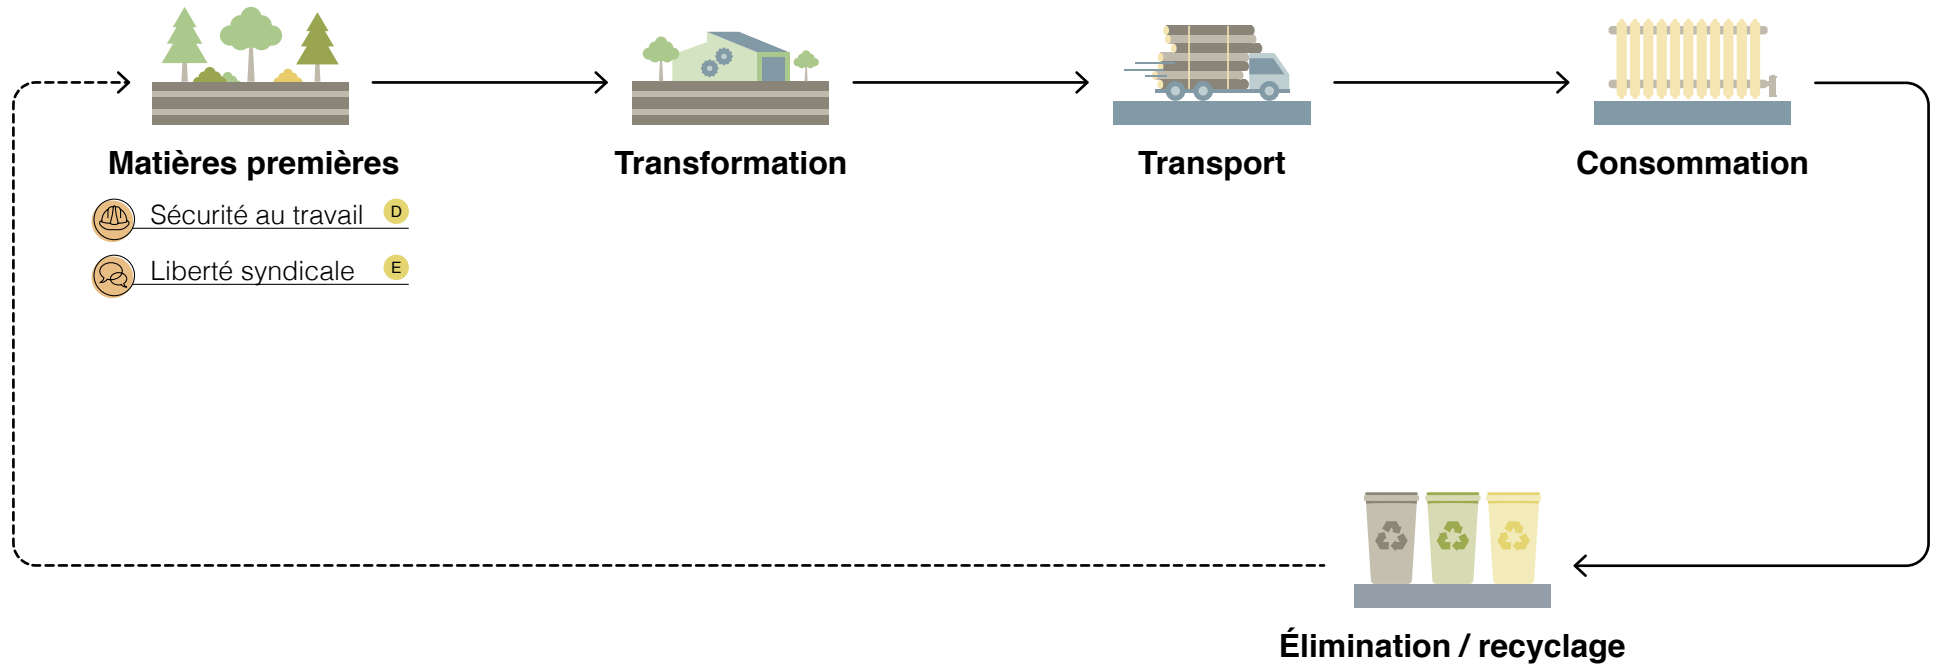 Matières premières
Transformation
Transport
Consommation
Sécurité au travail D
Liberté syndicale E
Élimination / recyclage